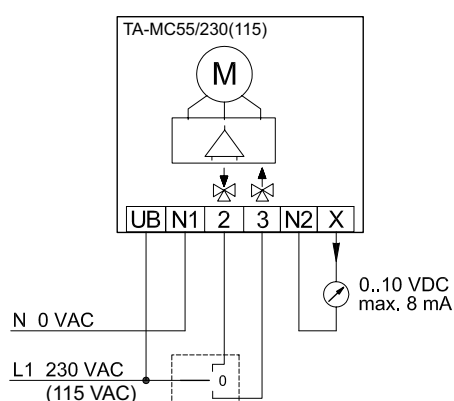 TA-MC55/230(115)
M
UB N1 2 3 N2 X
0..10 VDC
max. 8 mA
N 0 VAC
L1 230 VAC
(115 VAC)
0